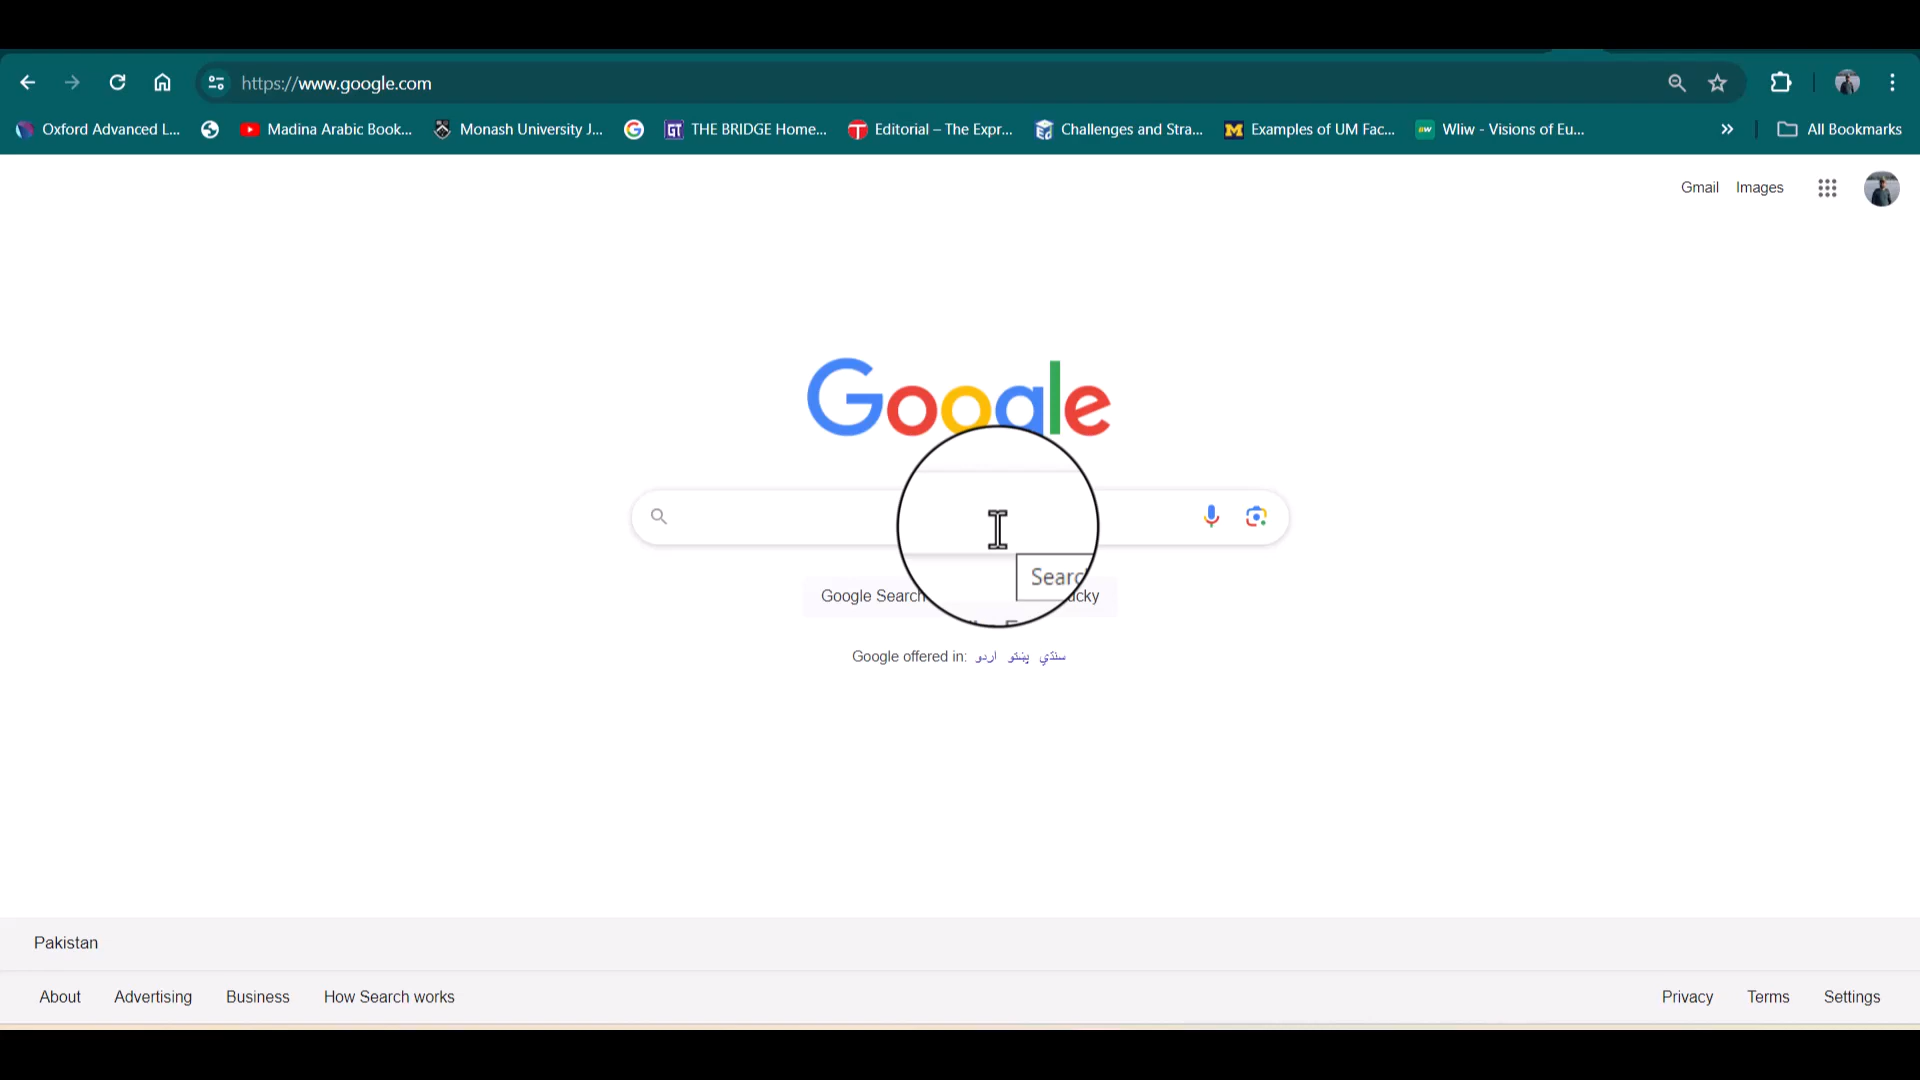 https://www.google.com
Oxford Advanced L... Madina Arabic Book... Monash University J... THE BRIDGE Home... Editorial – The Expr... Challenges and Stra... Examples of UM Fac... Wliw - Visions of Eu... All Bookmarks
Gmail Images
Google
Searc
Google Search ucky
Google offered in: اردو پښتو سنڌي
Pakistan
About Advertising Business How Search works Privacy Terms Settings